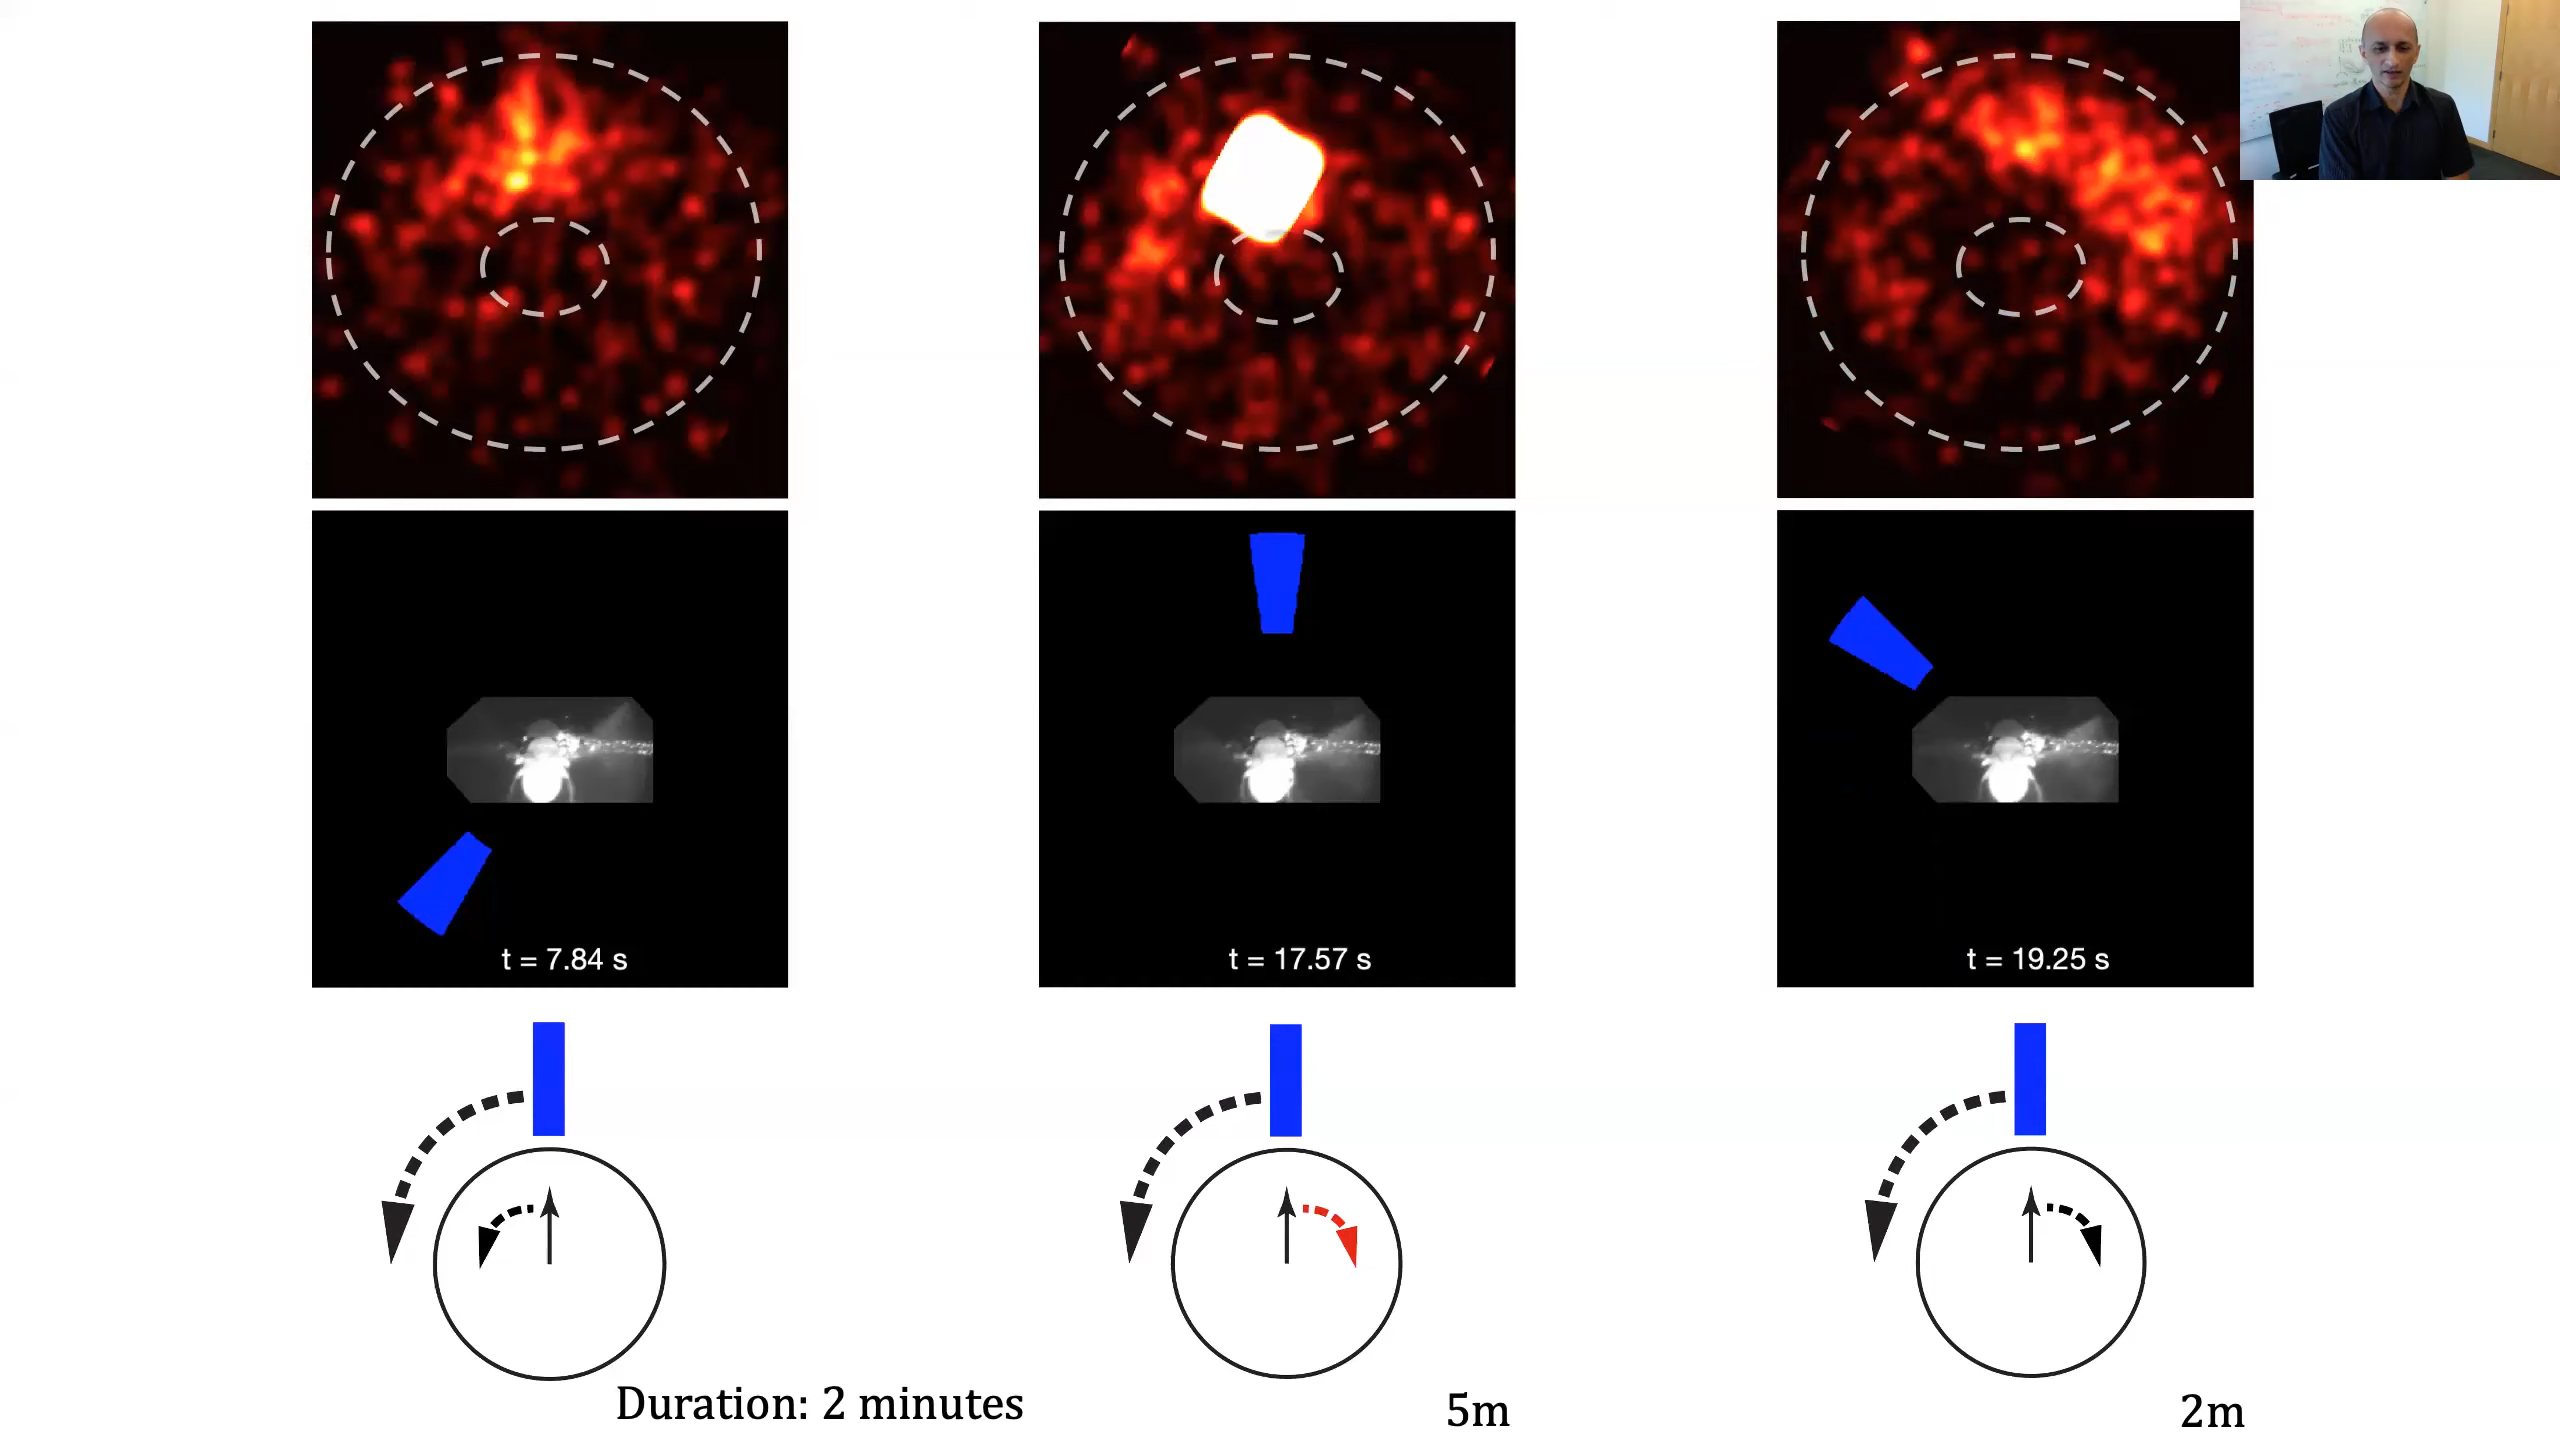 t = 7.84 s
t = 17.57 s
t = 19.25 s
Duration: 2 minutes
5m
2m